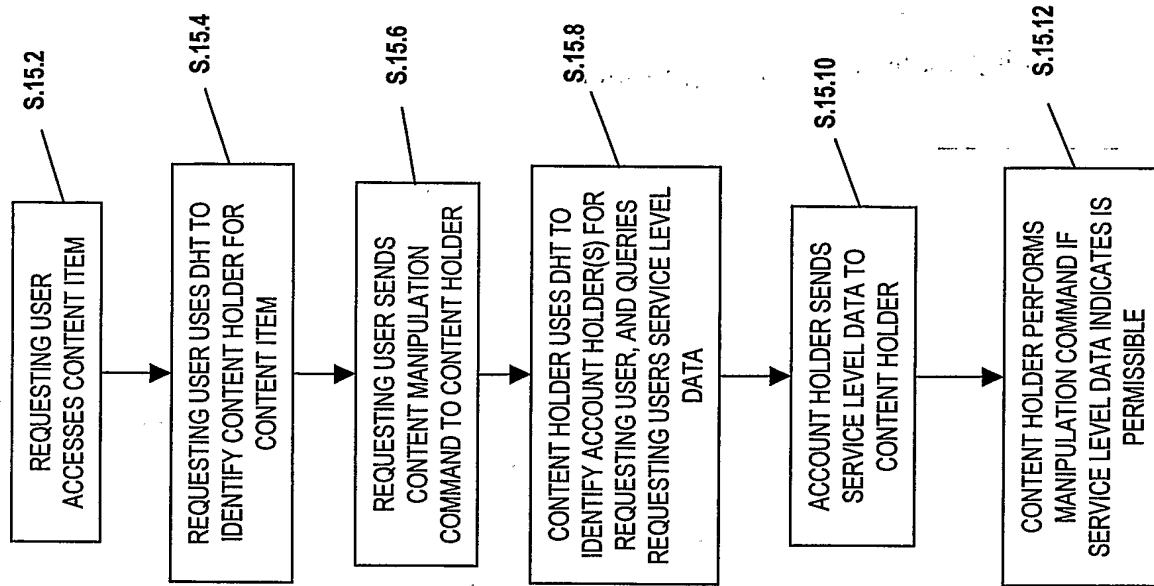 REQUESTING USER
ACCESSES CONTENT ITEM
S.15.2
REQUESTING USER USES DHT TO
IDENTIFY CONTENT HOLDER FOR
CONTENT ITEM
S.15.4
REQUESTING USER SENDS
CONTENT MANIPULATION
COMMAND TO CONTENT HOLDER
S.15.6
CONTENT HOLDER USES DHT TO
IDENTIFY ACCOUNT HOLDER(S) FOR
REQUESTING USER, AND QUERIES
REQUESTING USERS SERVICE LEVEL
DATA
S.15.8
ACCOUNT HOLDER SENDS
SERVICE LEVEL DATA TO
CONTENT HOLDER
S.15.10
CONTENT HOLDER PERFORMS
MANIPULATION COMMAND IF
SERVICE LEVEL DATA INDICATES IS
PERMISSIBLE
S.15.12